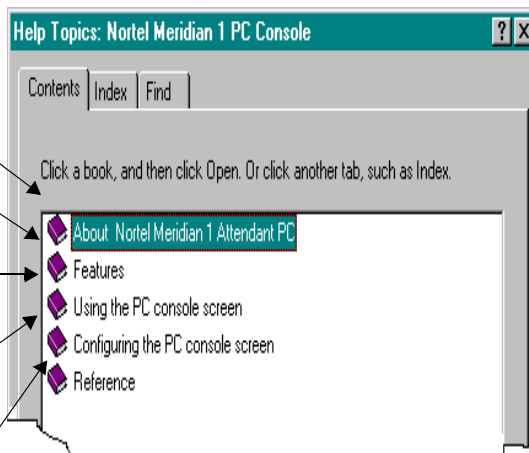 Help Topics: Nortel Meridian 1 PC Console ? X
Contents Index Find
Click a book, and then click Open. Or click another tab, such as Index.
About Nortel Meridian 1 Attendant PC
Features
Using the PC console screen
Configuring the PC console screen
Reference